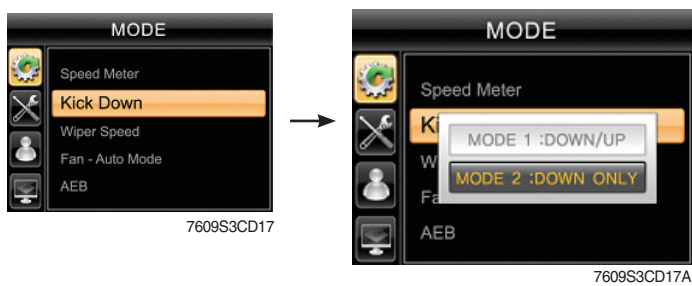 MODE
Speed Meter
Kick Down
Wiper Speed
Fan - Auto Mode
AEB
7609S3CD17
MODE
Speed Meter
Ki
MODE 1 :DOWN/UP
W
MODE 2 :DOWN ONLY
Fa
AEB
7609S3CD17A